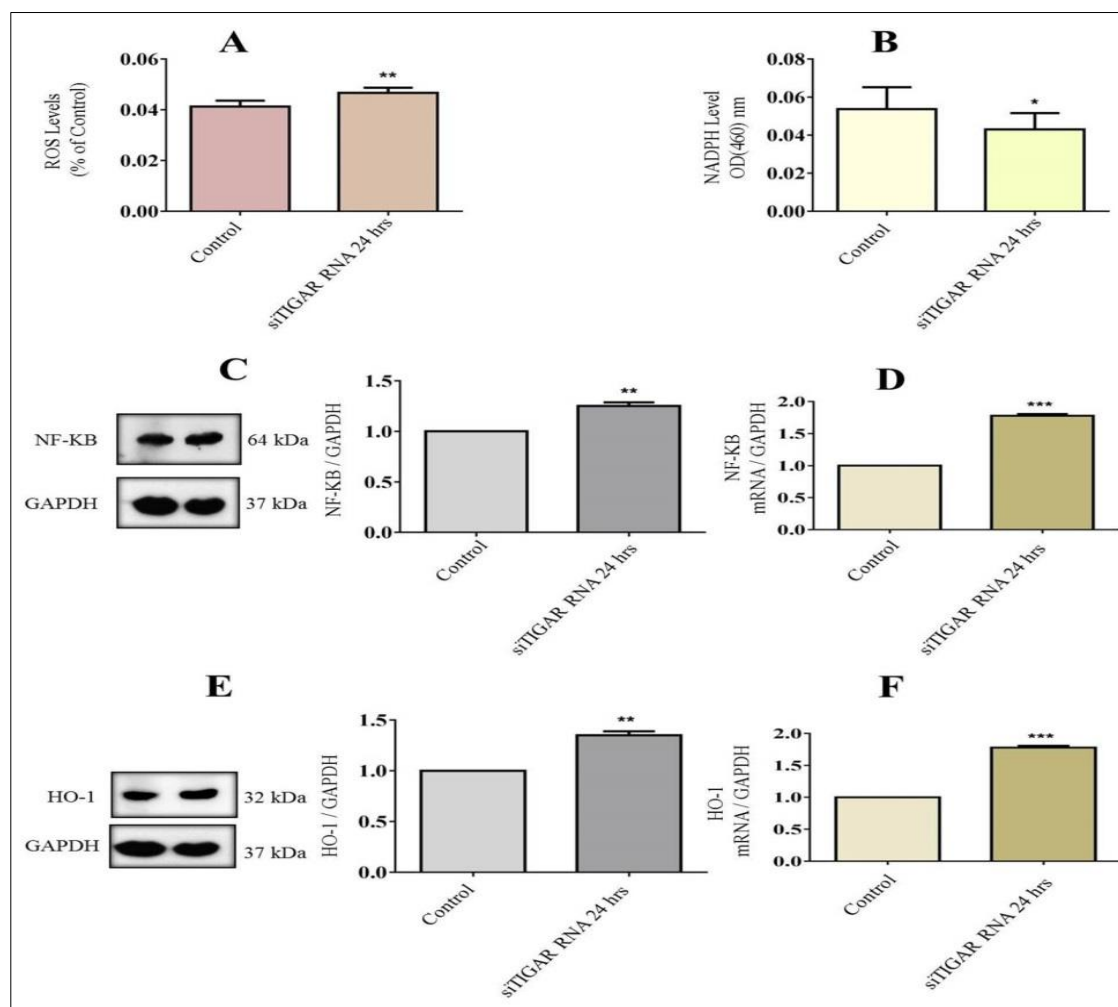 A
ROS Levels
(% of Control)
0.06
0.04
0.02
0.00
**
Control
siTIGAR RNA 24 hrs
B
NADPH Level
OD(460) nm
0.08
0.06
0.04
0.02
0.00
*
Control
siTIGAR RNA 24 hrs
C
NF-KB
64 kDa
GAPDH
37 kDa
NF-KB / GAPDH
1.5
1.0
0.5
0.0
**
Control
siTIGAR RNA 24 hrs
D
NF-KB
mRNA / GAPDH
2.0
1.5
1.0
0.5
0.0
***
Control
siTIGAR RNA 24 hrs
E
HO-1
32 kDa
GAPDH
37 kDa
HO-1 / GAPDH
1.5
1.0
0.5
0.0
**
Control
siTIGAR RNA 24 hrs
F
HO-1
mRNA / GAPDH
2.0
1.5
1.0
0.5
0.0
***
Control
siTIGAR RNA 24 hrs